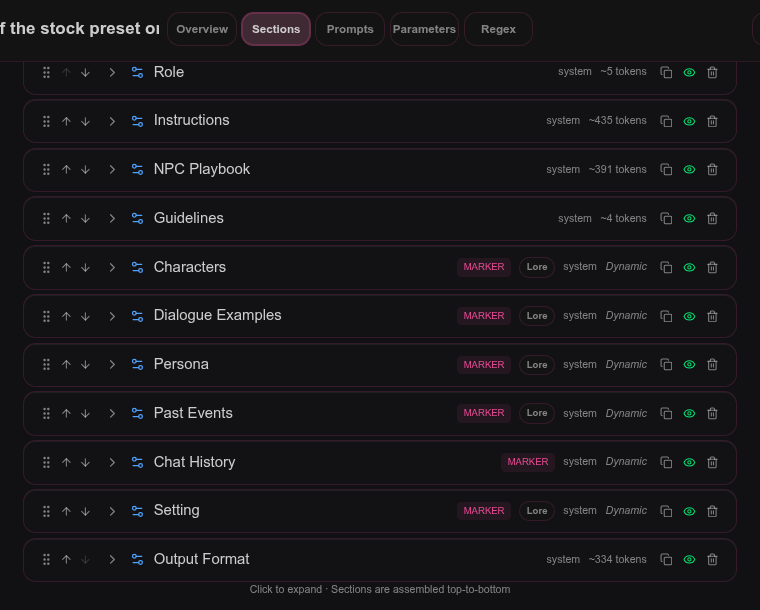 f the stock preset or Overview Sections Prompts Parameters Regex
Role system ~5 tokens
Instructions system ~435 tokens
NPC Playbook system ~391 tokens
Guidelines system ~4 tokens
Characters MARKER Lore system Dynamic
Dialogue Examples MARKER Lore system Dynamic
Persona MARKER Lore system Dynamic
Past Events MARKER Lore system Dynamic
Chat History MARKER system Dynamic
Setting MARKER Lore system Dynamic
Output Format system ~334 tokens
Click to expand · Sections are assembled top-to-bottom